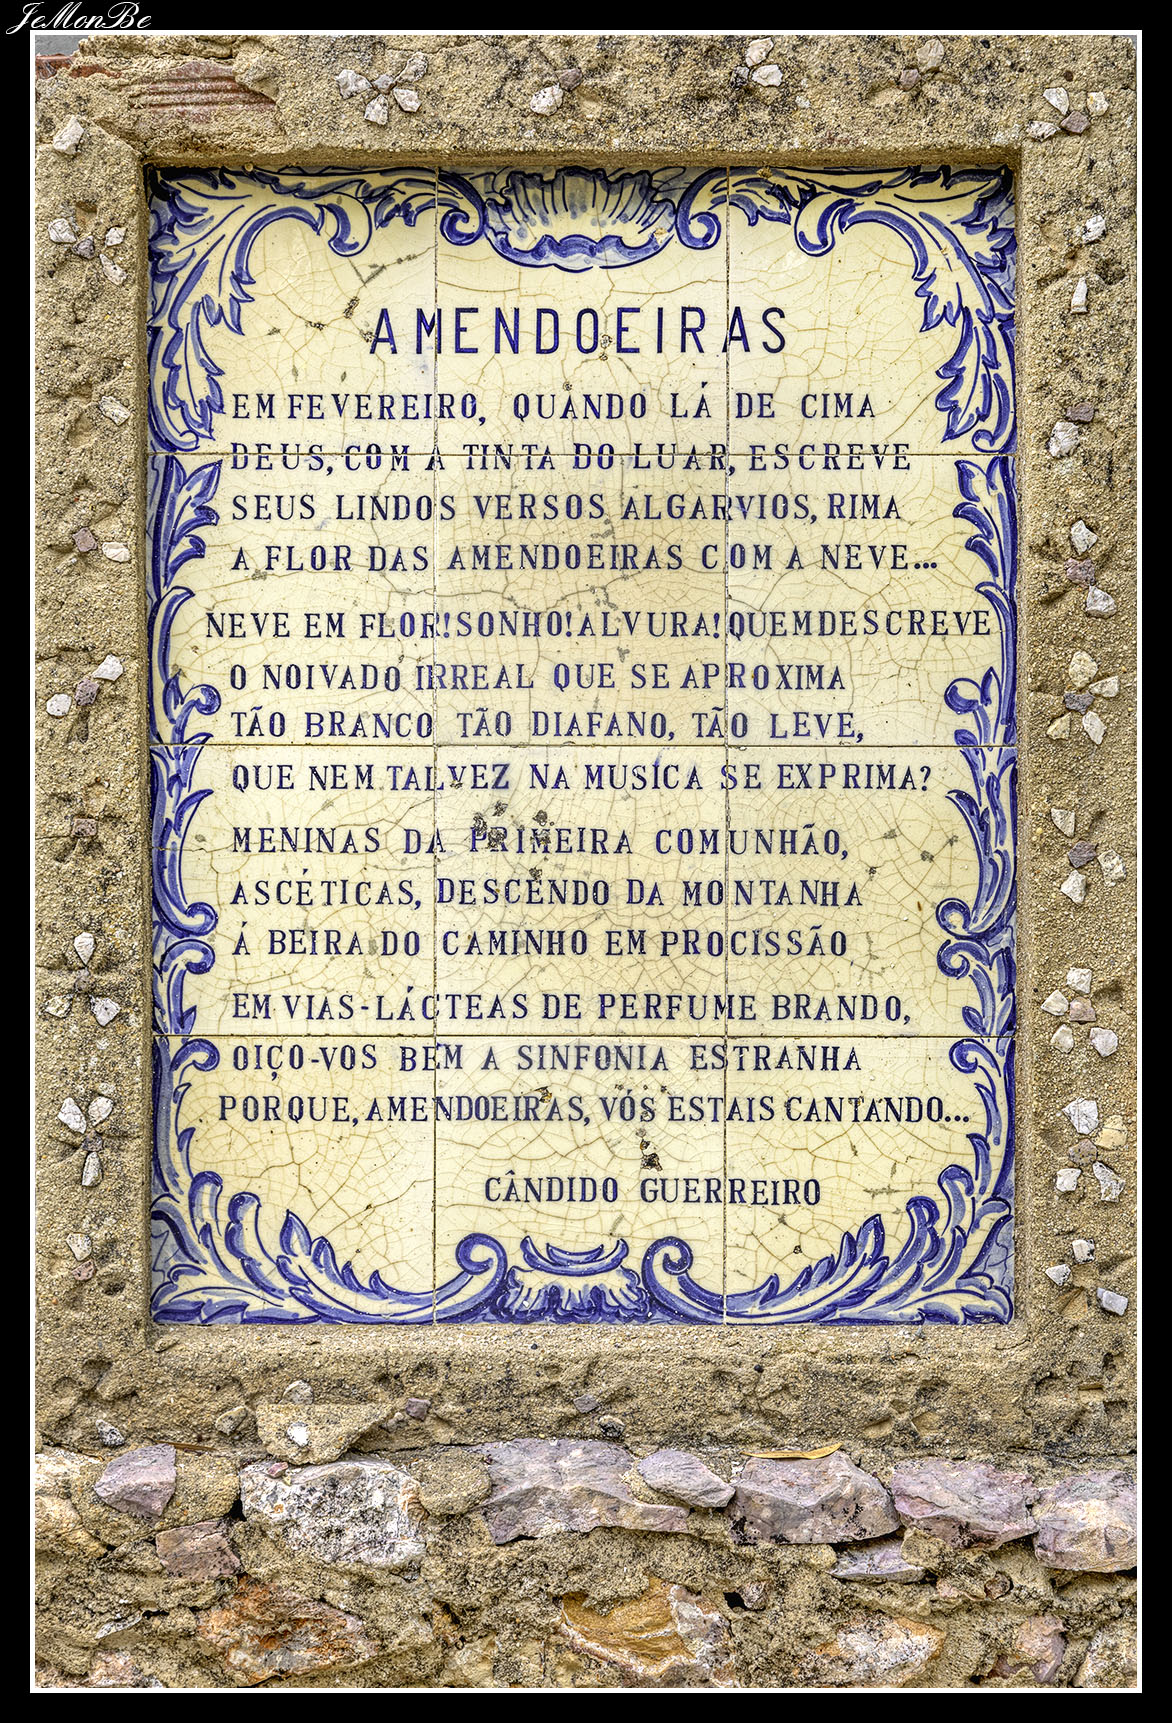 JeMonBe
AMENDOEIRAS
EM FEVEREIRO, QUANDO LÁ DE CIMA
DEUS, COM A TINTA DO LUAR, ESCREVE
SEUS LINDOS VERSOS ALGARVIOS, RIMA
A FLOR DAS AMENDOEIRAS COM A NEVE...
NEVE EM FLOR! SONHO! ALVURA! QUEM DESCREVE
O NOIVADO IRREAL QUE SE APROXIMA
TÃO BRANCO TÃO DIAFANO, TÃO LEVE,
QUE NEM TALVEZ NA MUSICA SE EXPRIMA?
MENINAS DA PRIMEIRA COMUNHÃO,
ASCÉTICAS, DESCENDO DA MONTANHA
Á BEIRA DO CAMINHO EM PROCISSÃO
EM VIAS-LÁCTEAS DE PERFUME BRANDO,
OIÇO-VOS BEM A SINFONIA ESTRANHA
PORQUE, AMENDOEIRAS, VÓS ESTAIS CANTANDO...
CÂNDIDO GUERREIRO